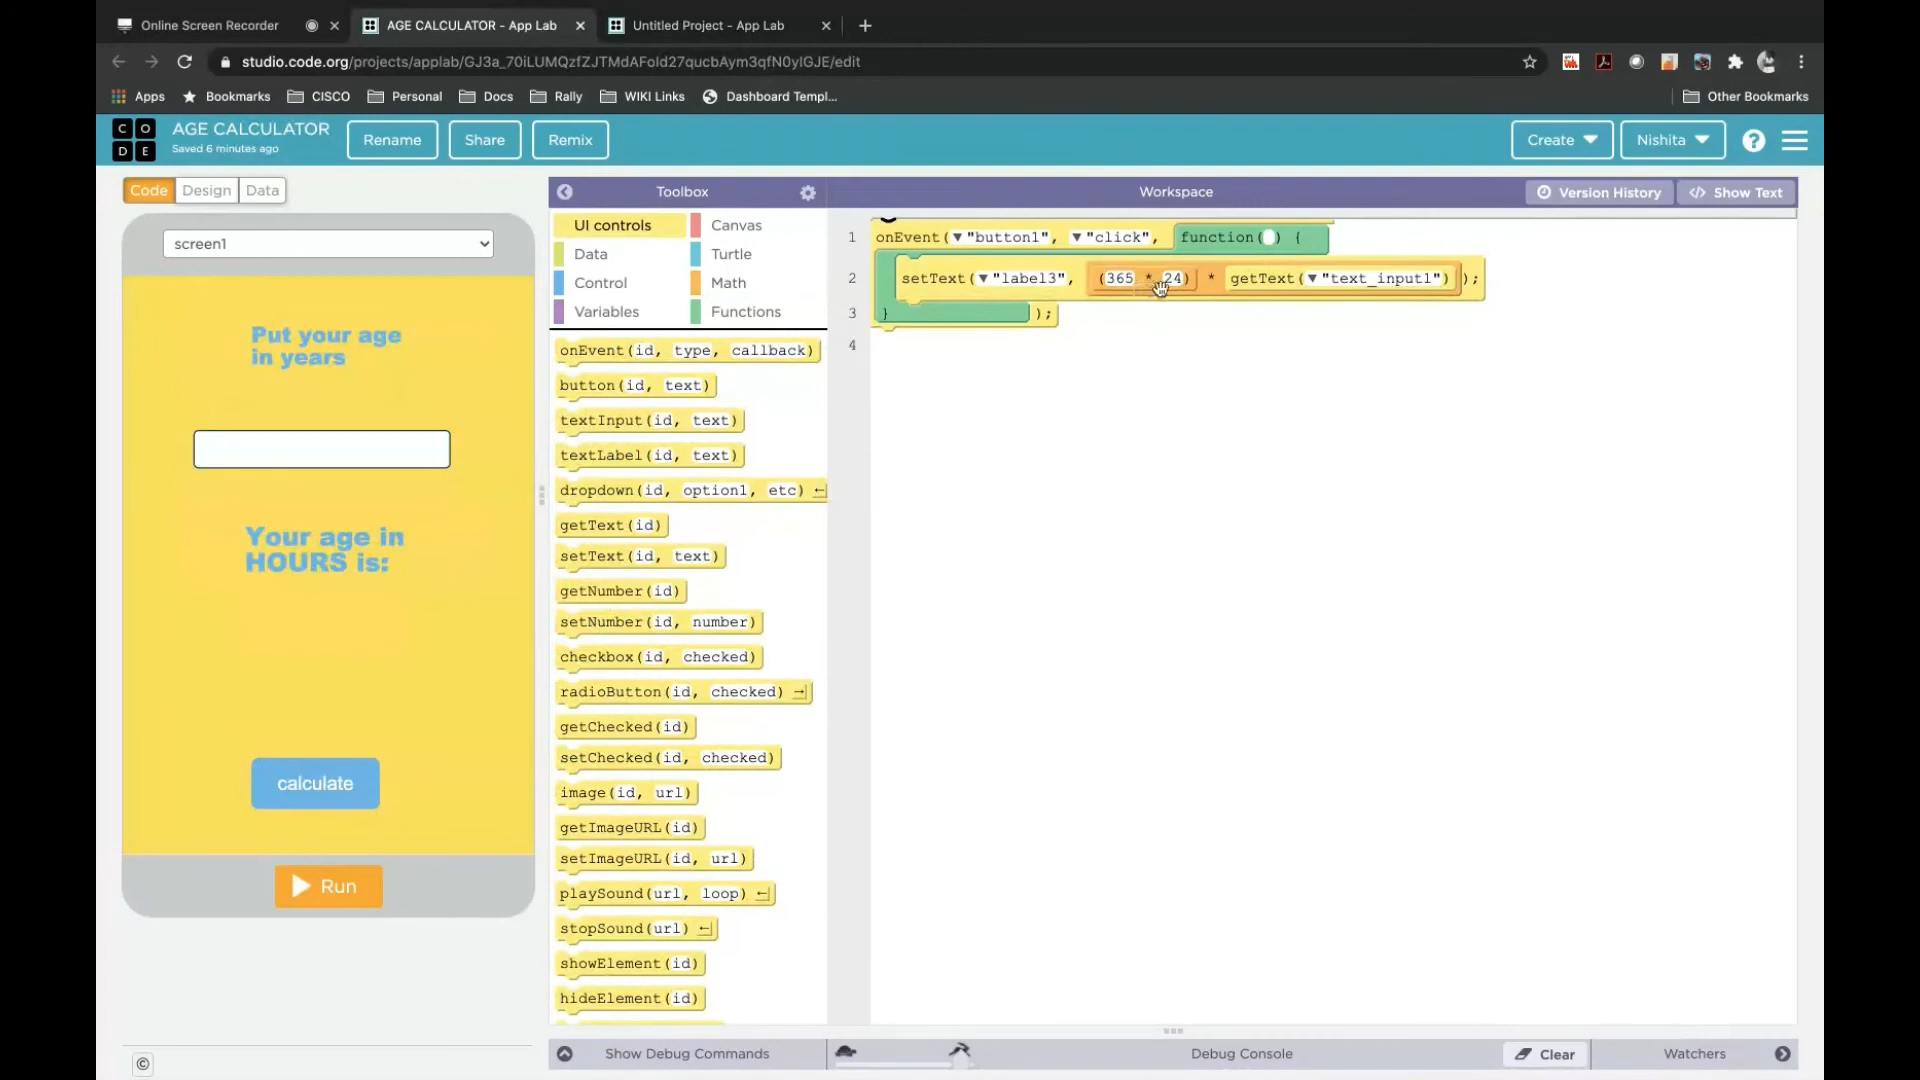 Online Screen Recorder
AGE CALCULATOR - App Lab
Untitled Project - App Lab
studio.code.org/projects/applab/GJ3a_70iLUMQzfZJTMdAFoId27qucbAym3qfN0yIGJE/edit
Apps
Bookmarks
CISCO
Personal
Docs
Rally
WIKI Links
Dashboard Templ...
Other Bookmarks
C O
D E
AGE CALCULATOR
Saved 6 minutes ago
Rename
Share
Remix
Create
Nishita
?
Code
Design
Data
screen1
Put your age
in years
Your age in
HOURS is:
calculate
Run
©
Toolbox
UI controls
Canvas
Data
Turtle
Control
Math
Variables
Functions
onEvent(id, type, callback)
button(id, text)
textInput(id, text)
textLabel(id, text)
dropdown(id, option1, etc)
getText(id)
setText(id, text)
getNumber(id)
setNumber(id, number)
checkbox(id, checked)
radioButton(id, checked)
getChecked(id)
setChecked(id, checked)
image(id, url)
getImageURL(id)
setImageURL(id, url)
playSound(url, loop)
stopSound(url)
showElement(id)
hideElement(id)
Workspace
Version History
</> Show Text
1 onEvent(▼"button1", ▼"click", function( ) {
2 setText(▼"label3", (365 * 24) * getText(▼"text_input1"));
3 } );
4
Show Debug Commands
Debug Console
Clear
Watchers